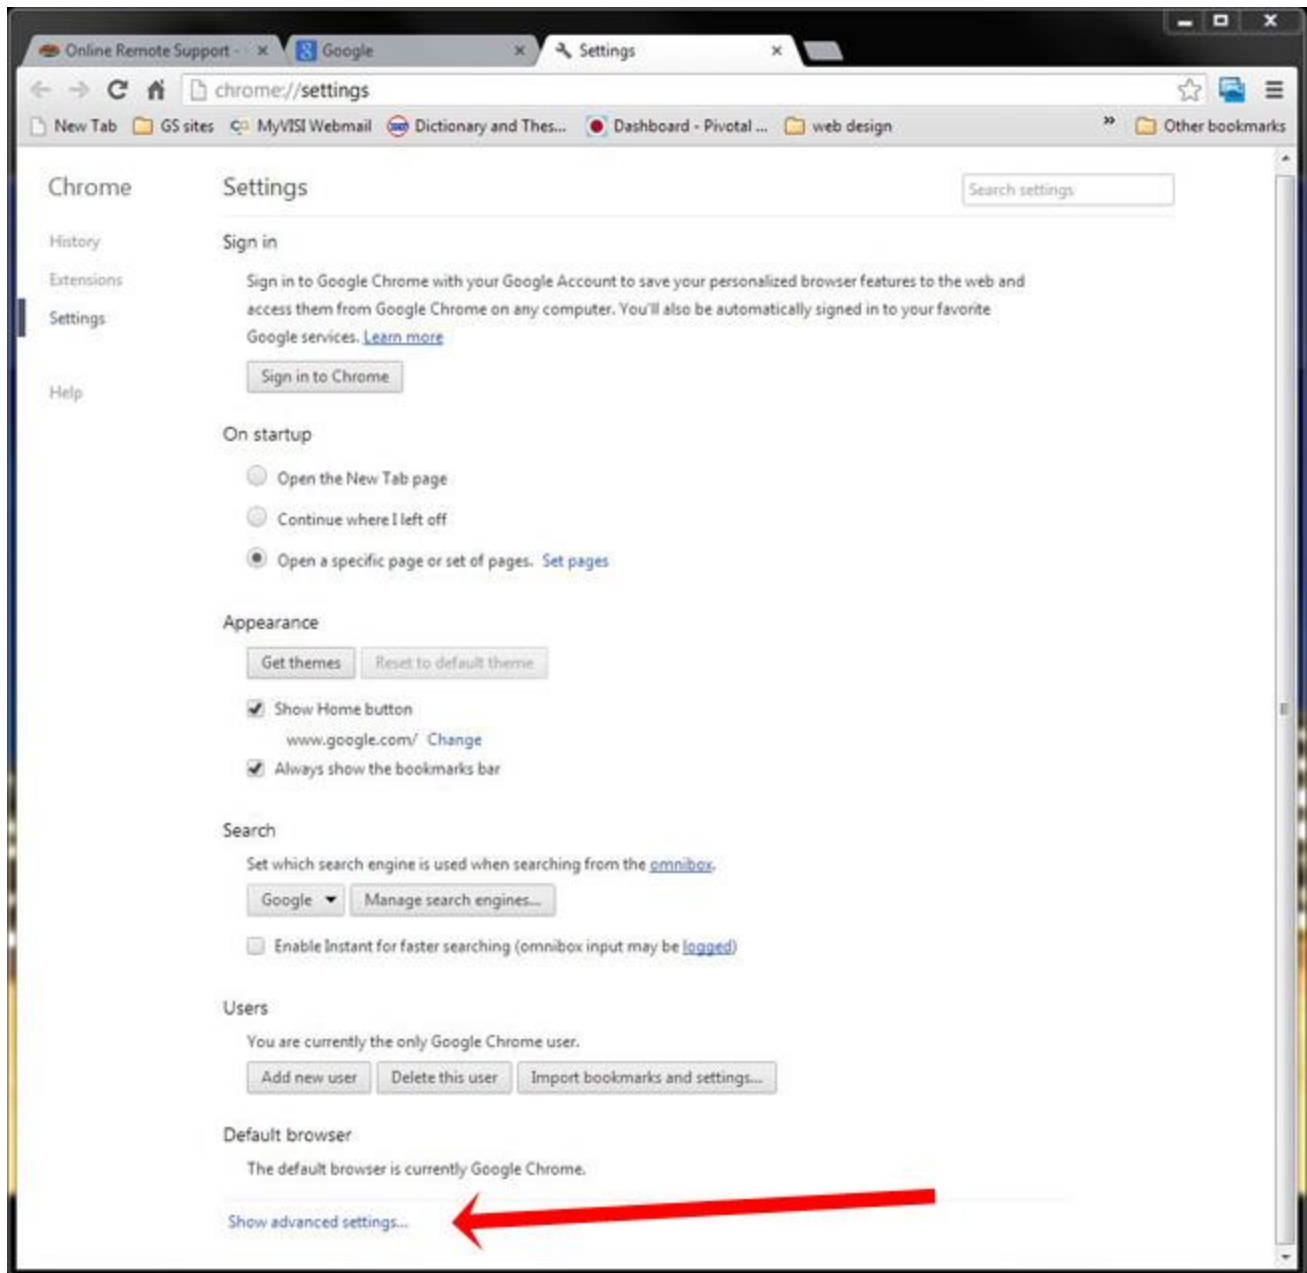 Online Remote Support -
Google
Settings
chrome://settings
New Tab GS sites MyVISI Webmail Dictionary and Thes... Dashboard - Pivotal ... web design » Other bookmarks
Chrome
Settings
Search settings
History
Extensions
Settings
Help
Sign in
Sign in to Google Chrome with your Google Account to save your personalized browser features to the web and
access them from Google Chrome on any computer. You'll also be automatically signed in to your favorite
Google services. Learn more
Sign in to Chrome
On startup
Open the New Tab page
Continue where I left off
Open a specific page or set of pages. Set pages
Appearance
Get themes Reset to default theme
Show Home button
www.google.com/ Change
Always show the bookmarks bar
Search
Set which search engine is used when searching from the omnibox.
Google Manage search engines...
Enable Instant for faster searching (omnibox input may be logged)
Users
You are currently the only Google Chrome user.
Add new user Delete this user Import bookmarks and settings...
Default browser
The default browser is currently Google Chrome.
Show advanced settings...